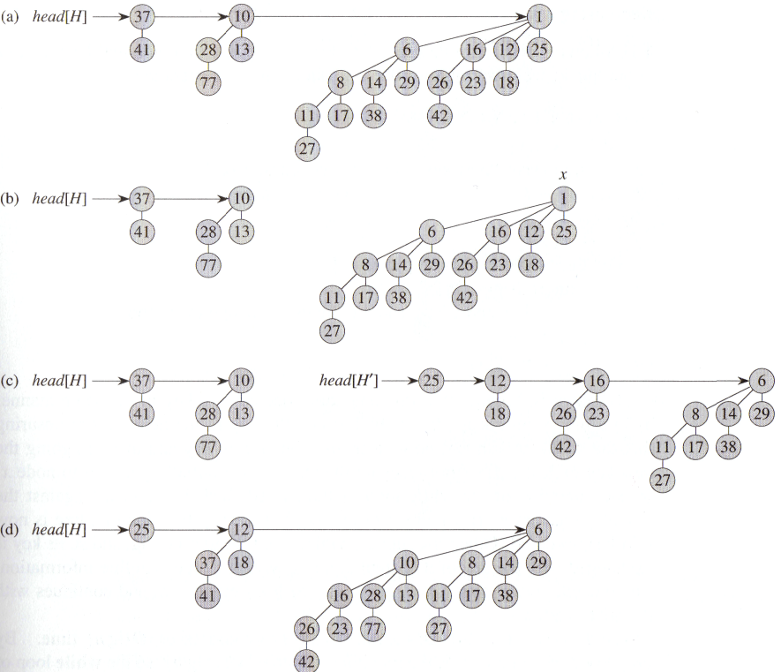 (a) head[H] 37 10 1
41 28 13 6 16 12 25
77 8 14 29 26 23 18
11 17 38 42
27
x
(b) head[H] 37 10 1
41 28 13 6 16 12 25
77 8 14 29 26 23 18
11 17 38 42
27
(c) head[H] 37 10 head[H′] 25 12 16 6
41 28 13 18 26 23 8 14 29
77 42 11 17 38
27
(d) head[H] 25 12 6
37 18 10 8 14 29
41 16 28 13 11 17 38
26 23 77 27
42